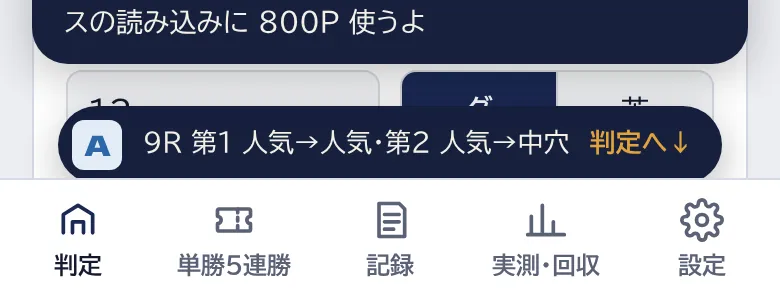 スの読み込みに 800P 使うよ
A 9R 第1 人気→人気・第2 人気→中穴 判定へ↓
判定 単勝5連勝 記録 実測・回収 設定